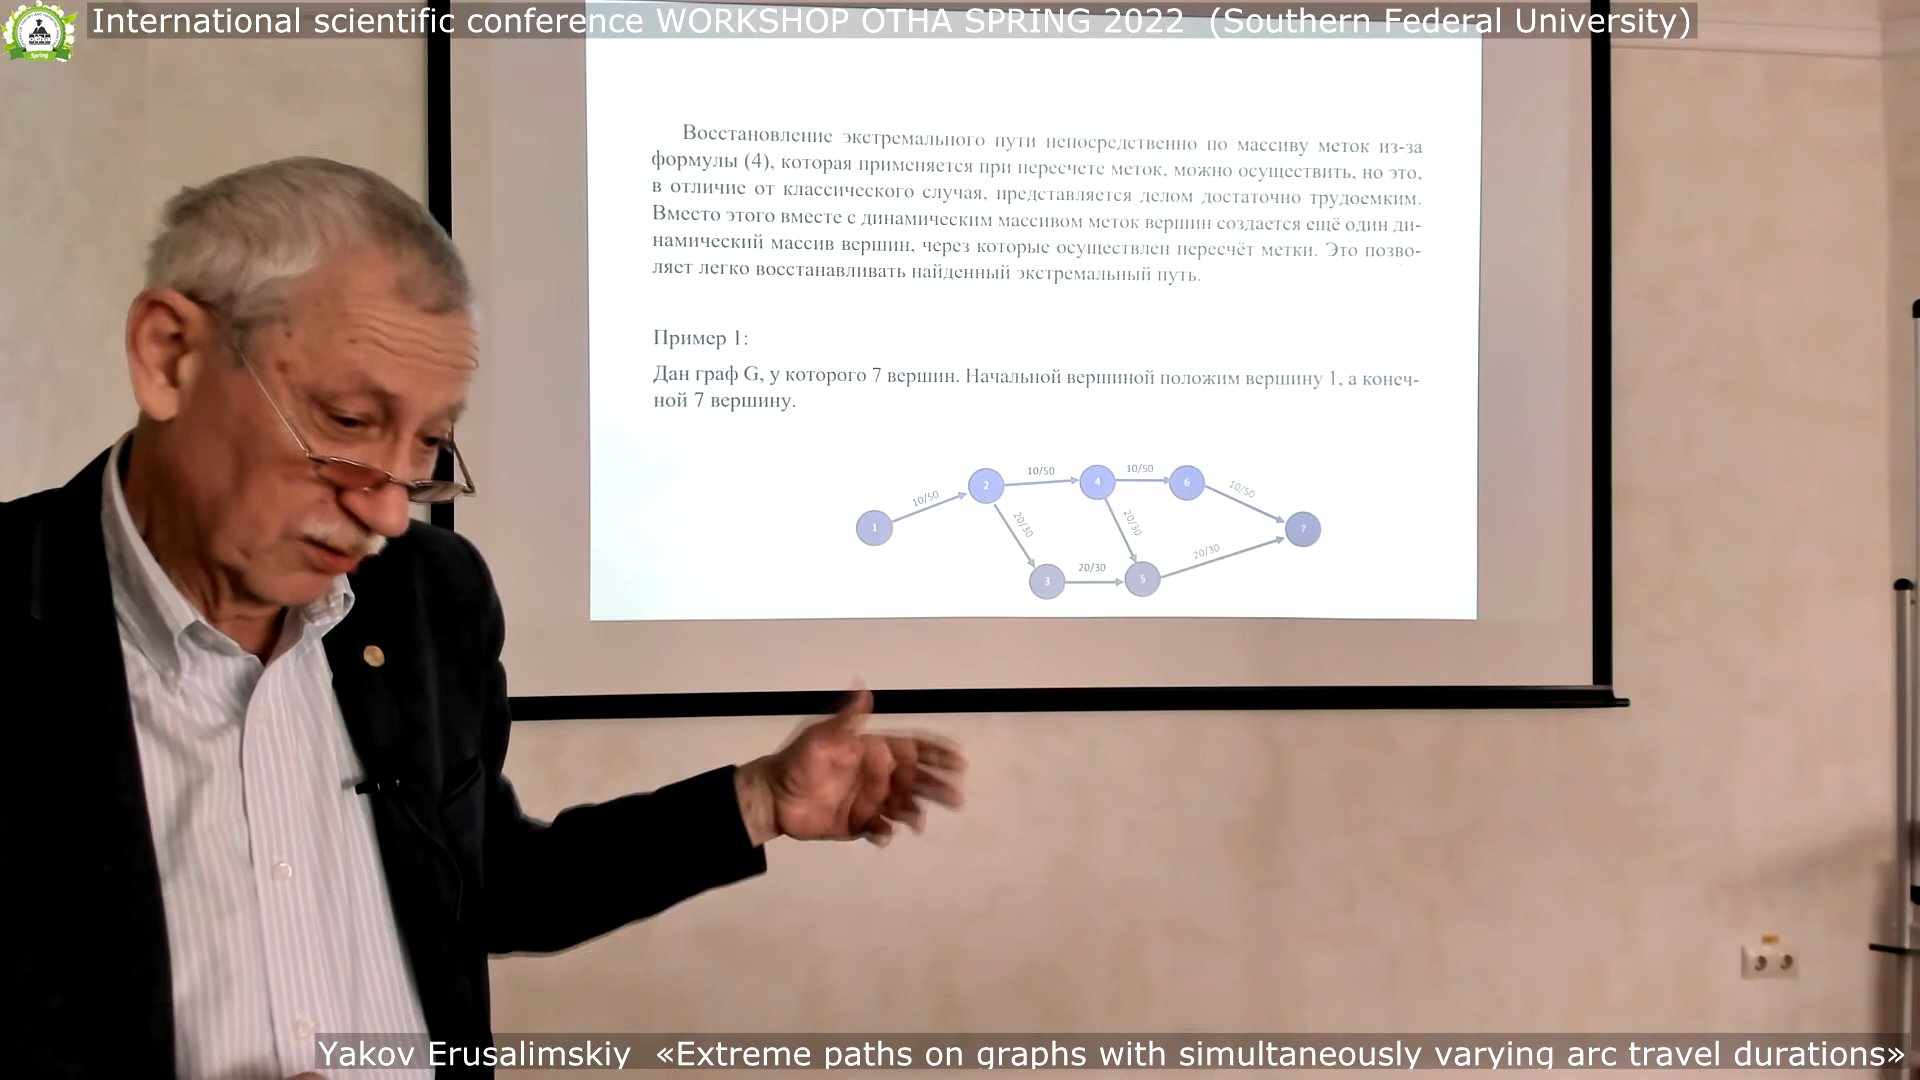 International scientific conference WORKSHOP OTHA SPRING 2022 (Southern Federal University)
Spring
Восстановление экстремального пути непосредственно по массиву меток из-за
формулы (4), которая применяется при пересчете меток, можно осуществить, но это,
в отличие от классического случая, представляется делом достаточно трудоемким.
Вместо этого вместе с динамическим массивом меток вершин создается ещё один ди-
намический массив вершин, через которые осуществлен пересчёт метки. Это позво-
ляет легко восстанавливать найденный экстремальный путь.
Пример 1:
Дан граф G, у которого 7 вершин. Начальной вершиной положим вершину 1, а конеч-
ной 7 вершину.
10/50 10/50
2 4 6
10/50 10/50
1 20/30 20/30 7
20/30 20/30
3 5
Yakov Erusalimskiy «Extreme paths on graphs with simultaneously varying arc travel durations»